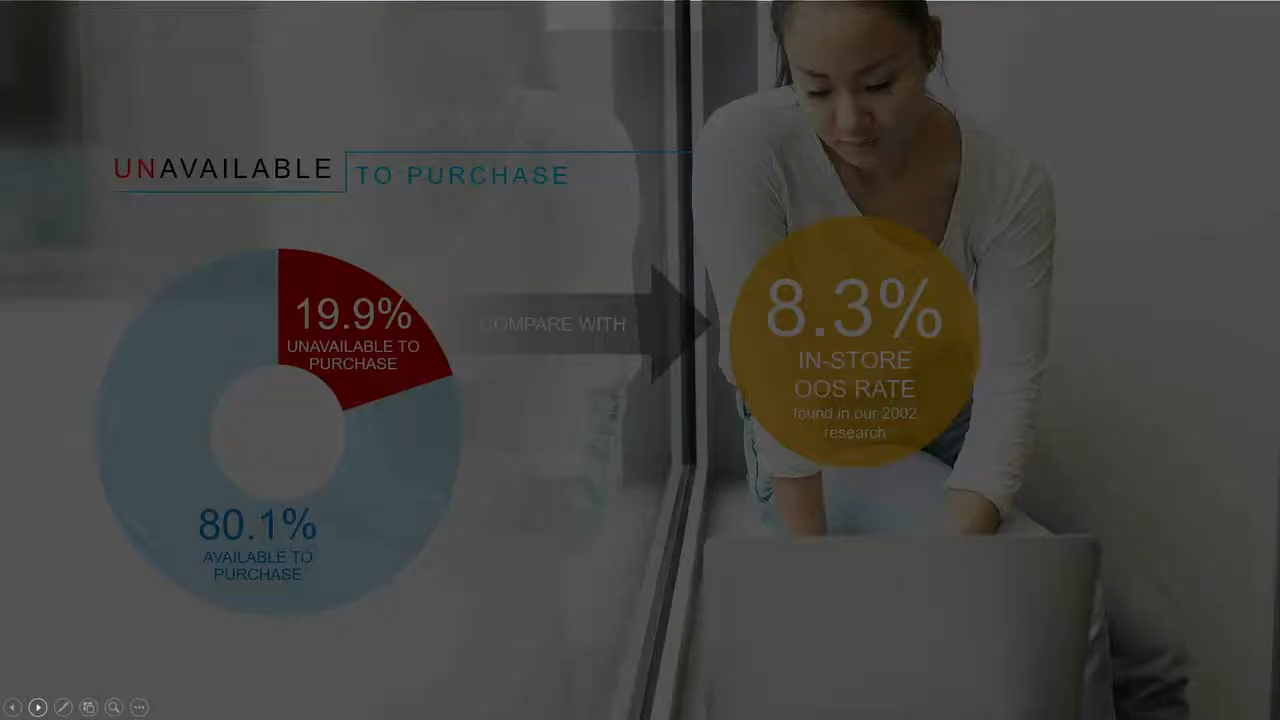 UNAVAILABLE TO PURCHASE
19.9%
UNAVAILABLE TO
PURCHASE
80.1%
AVAILABLE TO
PURCHASE
COMPARE WITH
8.3%
IN-STORE
OOS RATE
found in our 2002
research